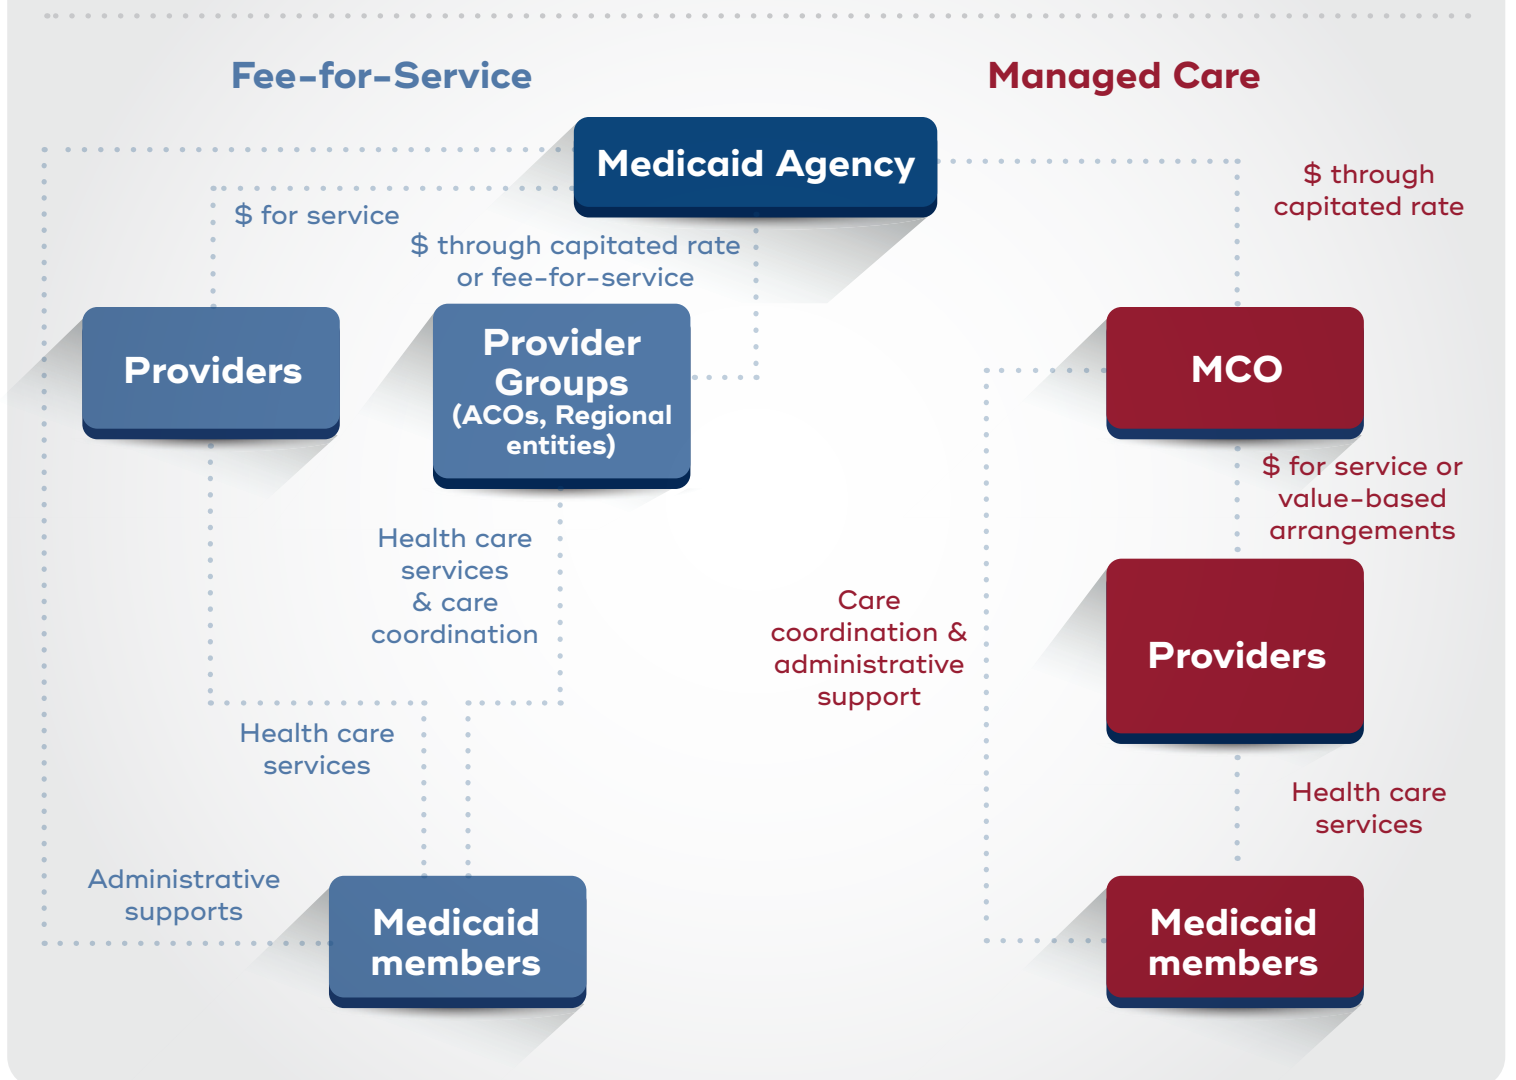 Fee-for-Service
Managed Care
Medicaid Agency
$ through
capitated rate
$ for service
$ through capitated rate
or fee-for-service
Providers
Provider
Groups
(ACOs, Regional
entities)
MCO
$ for service or
value-based
arrangements
Health care
services
& care
coordination
Care
coordination &
administrative
support
Providers
Health care
services
Health care
services
Administrative
supports
Medicaid
members
Medicaid
members